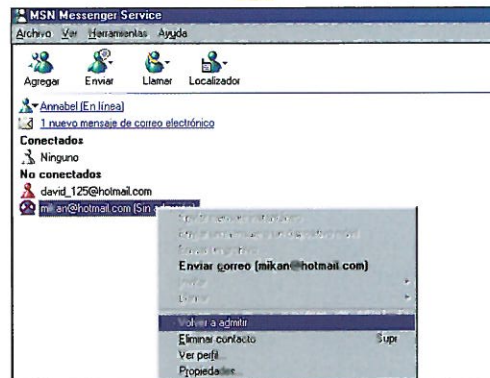 MSN Messenger Service
Archivo Ver Herramientas Ayuda
Agregar Enviar Llamar Localizador
Annabel (En línea)
1 nuevo mensaje de correo electrónico
Conectados
Ninguno
No conectados
david_125@hotmail.com
mikan@hotmail.com (Sin
Enviar correo (mikan@hotmail.com)
Volver a admitir
Eliminar contacto Supr
Ver perfil...
Propiedades...